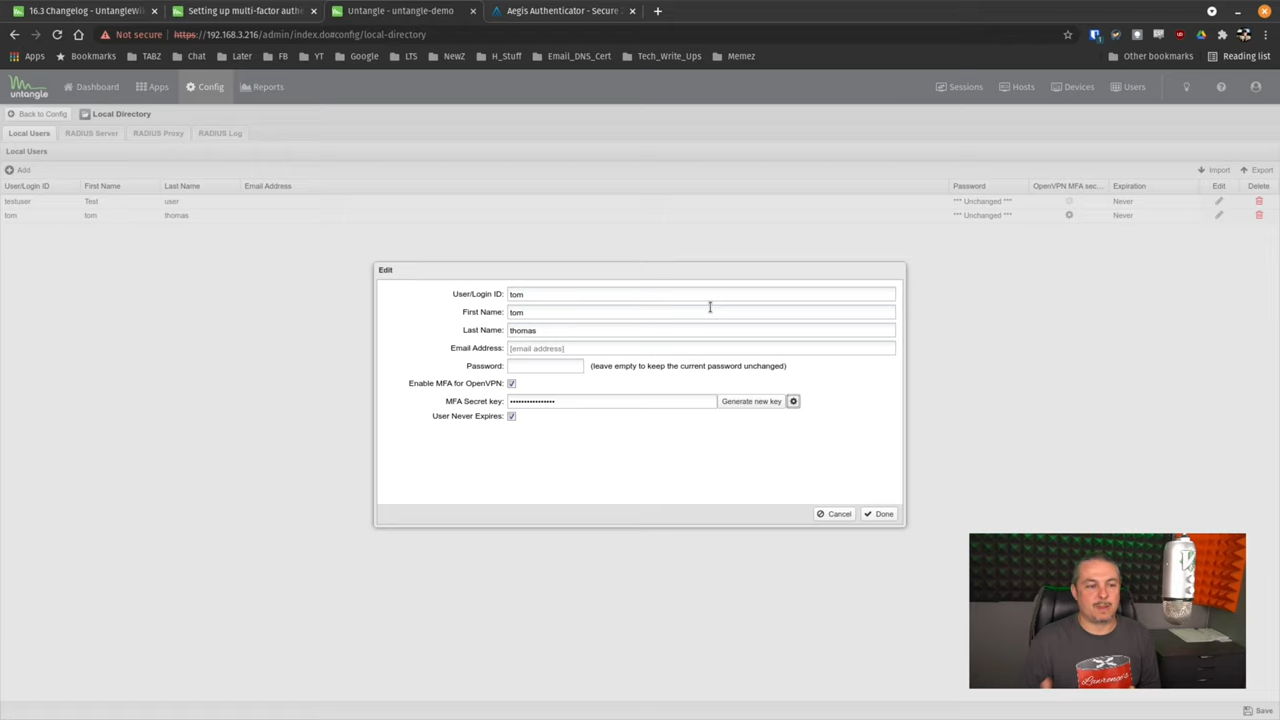 16.3 Changelog - UntangleWi
Setting up multi-factor authe
Untangle - untangle-demo
Aegis Authenticator - Secure
Not secure | https://192.168.3.216/admin/index.do#config/local-directory
Apps Bookmarks TABZ Chat Later FB YT Google LTS NewZ H_Stuff Email_DNS_Cert Tech_Write_Ups Memez Other bookmarks Reading list
untangle Dashboard Apps Config Reports Sessions Hosts Devices Users
Back to Config Local Directory
Local Users RADIUS Server RADIUS Proxy RADIUS Log
Local Users
Add Import Export
User/Login ID First Name Last Name Email Address Password OpenVPN MFA sec... Expiration Edit Delete
testuser Test user *** Unchanged *** Never
tom tom thomas *** Unchanged *** Never
Edit
User/Login ID: tom
First Name: tom
Last Name: thomas
Email Address: [email address]
Password: (leave empty to keep the current password unchanged)
Enable MFA for OpenVPN:
MFA Secret key: •••••••••••••••• Generate new key
User Never Expires:
Cancel Done
Lawrence's
Save